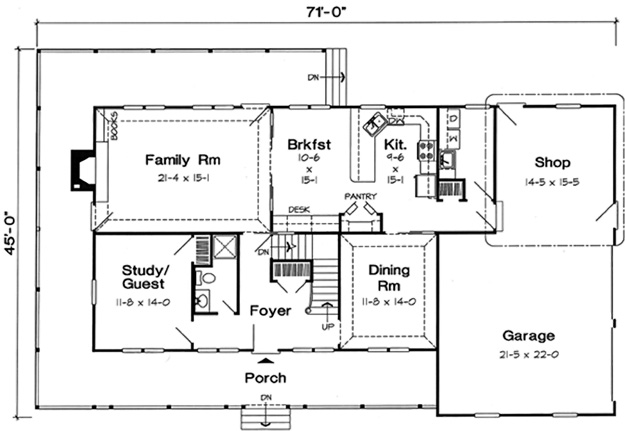 71'-0"
DN
BOOKS
Family Rm
21-4 x 15-1
Brkfst
10-6
x
15-1
Kit.
9-6
x
15-1
Shop
14-5 x 15-5
PANTRY
DESK
45'-0"
DN
Study/
Guest
11-8 x 14-0
Dining
Rm
11-8 x 14-0
Foyer
UP
Garage
21-5 x 22-0
Porch
DN